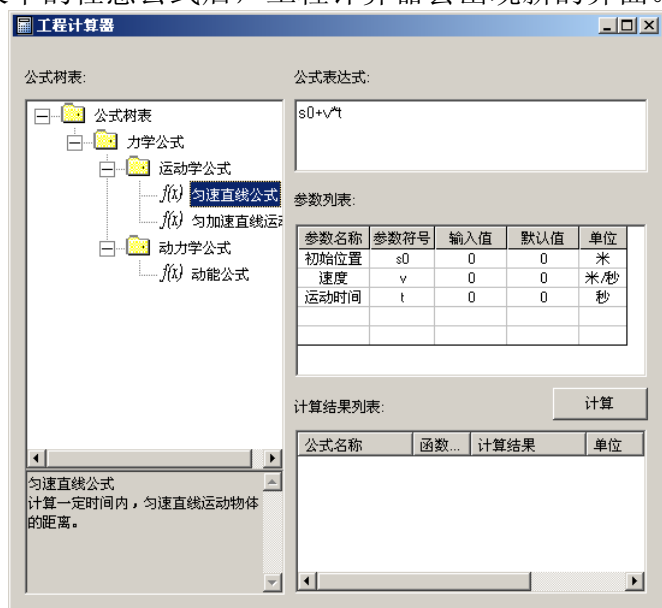 工程计算器
公式树表:
公式树表
力学公式
运动学公式
f(x) 匀速直线公式
f(x) 匀加速直线运
动力学公式
f(x) 动能公式
匀速直线公式
计算一定时间内，匀速直线运动物体
的距离。
公式表达式:
s0+v*t
参数列表:
参数名称 参数符号 输入值 默认值 单位
初始位置 s0 0 0 米
速度 v 0 0 米/秒
运动时间 t 0 0 秒
计算结果列表:
计算
公式名称 函数... 计算结果 单位